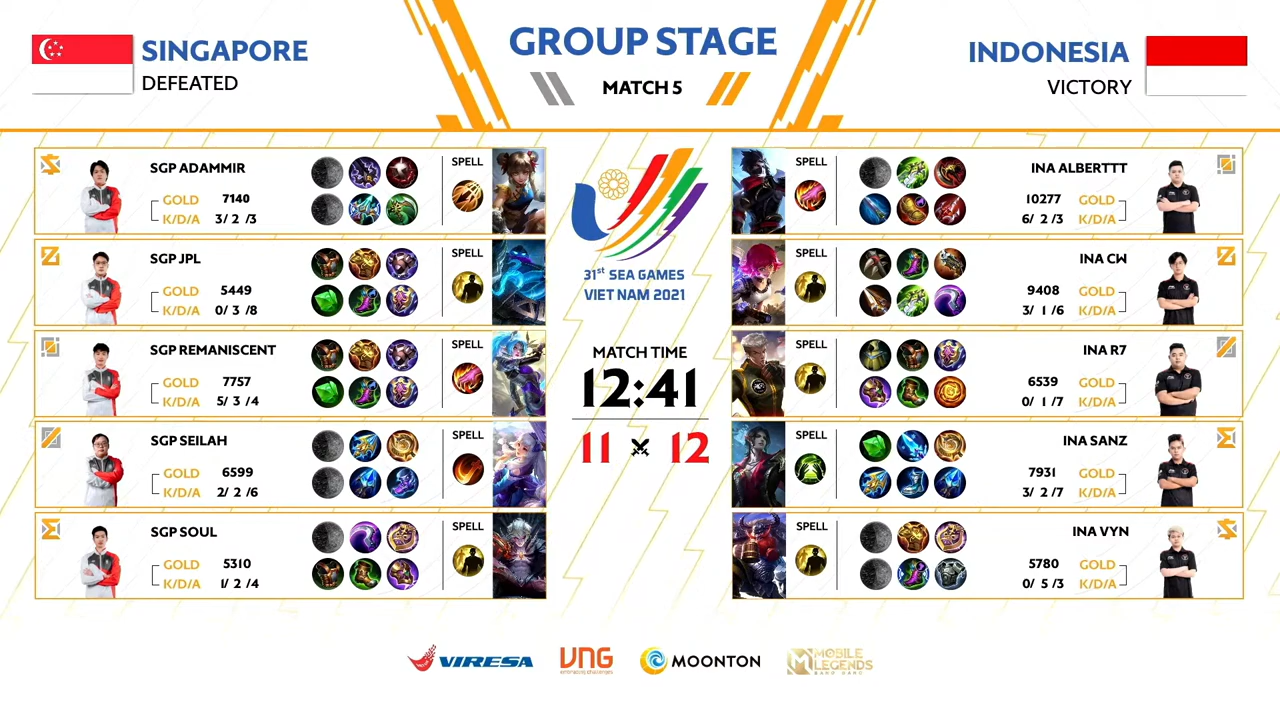 SINGAPORE
DEFEATED
GROUP STAGE
MATCH 5
INDONESIA
VICTORY
SGP ADAMMIR
GOLD 7140
K/D/A 3/ 2 /3
SPELL
SGP JPL
GOLD 5449
K/D/A 0/ 3 /8
SPELL
SGP REMANISCENT
GOLD 7757
K/D/A 5/ 3 /4
SPELL
SGP SEILAH
GOLD 6599
K/D/A 2/ 2 /6
SPELL
SGP SOUL
GOLD 5310
K/D/A 1/ 2 /4
SPELL
31st SEA GAMES
VIET NAM 2021
MATCH TIME
12:41
11 12
SPELL
INA ALBERTTT
10277 GOLD
6/ 2 /3 K/D/A
SPELL
INA CW
9408 GOLD
3/ 1 /6 K/D/A
SPELL
INA R7
6539 GOLD
0/ 1 /7 K/D/A
SPELL
INA SANZ
7931 GOLD
3/ 2 /7 K/D/A
SPELL
INA VYN
5780 GOLD
0/ 5 /3 K/D/A
VIRESA
VNG
embracing challenges
MOONTON
MOBILE
LEGENDS
BANG BANG